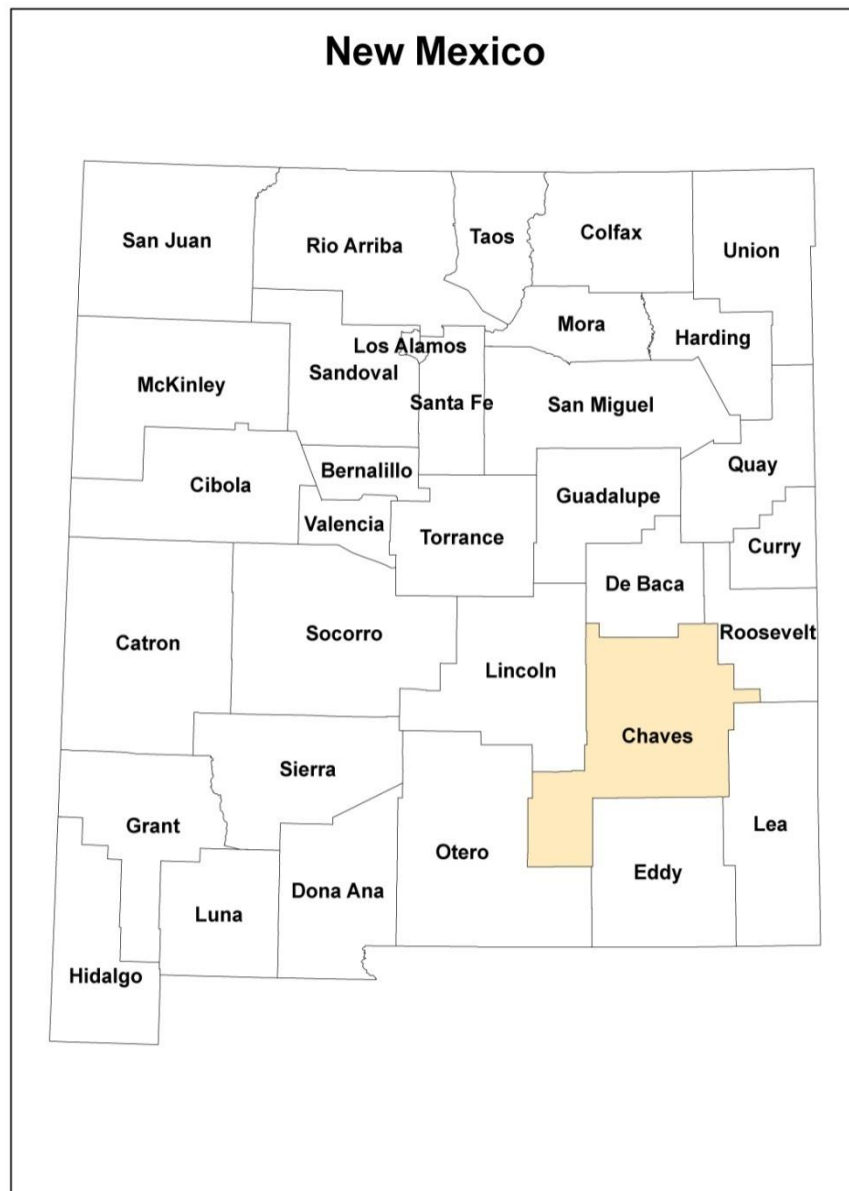 New Mexico
San Juan
Rio Arriba
Taos
Colfax
Union
Mora
Harding
Los Alamos
Sandoval
McKinley
Santa Fe
San Miguel
Quay
Cibola
Bernalillo
Guadalupe
Valencia
Torrance
Curry
De Baca
Roosevelt
Catron
Socorro
Lincoln
Chaves
Sierra
Grant
Otero
Lea
Eddy
Dona Ana
Luna
Hidalgo